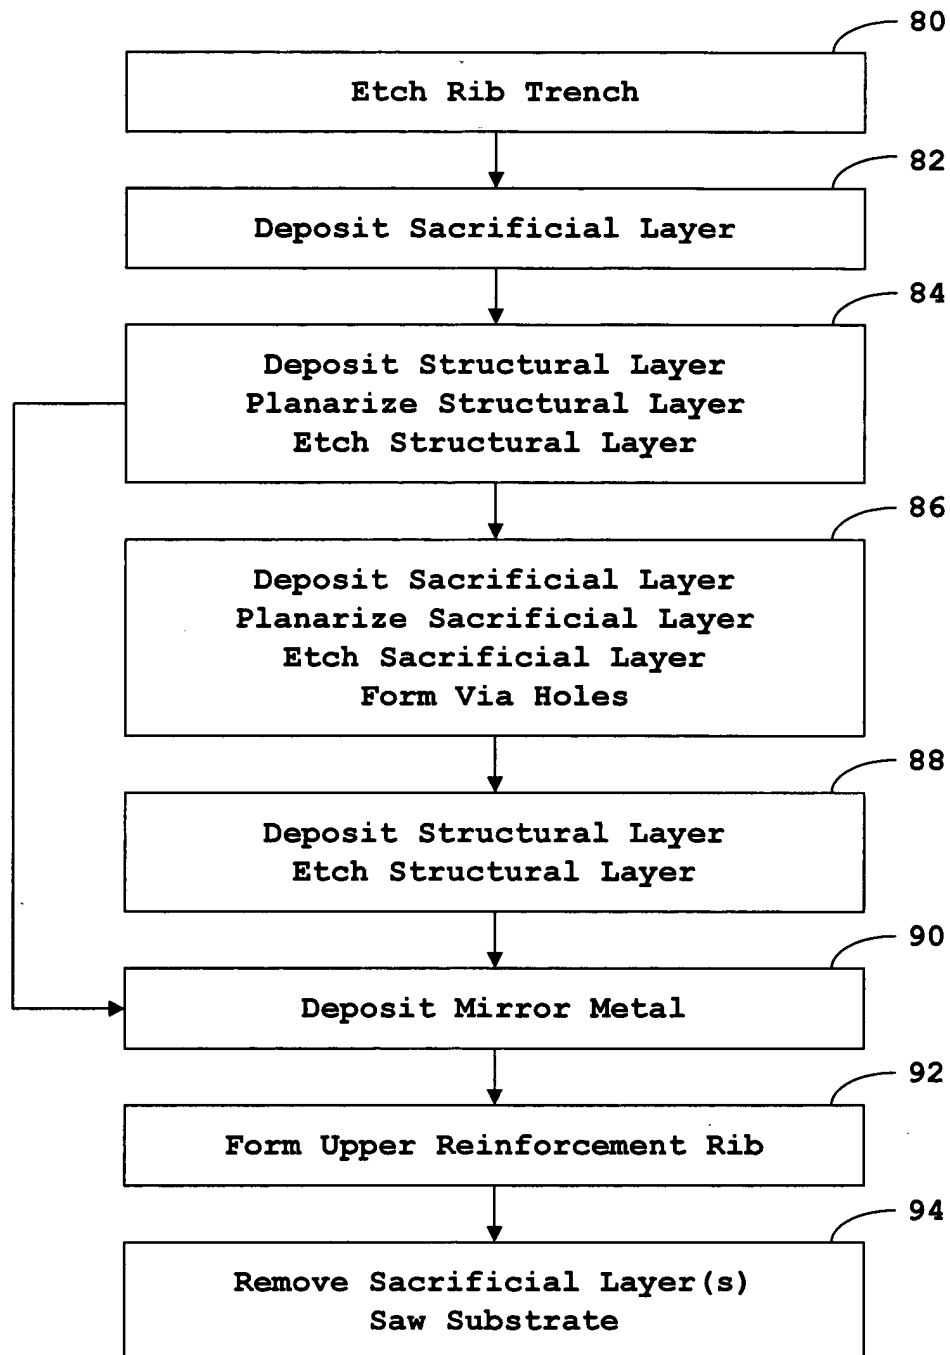 80
Etch Rib Trench
82
Deposit Sacrificial Layer
84
Deposit Structural Layer
Planarize Structural Layer
Etch Structural Layer
86
Deposit Sacrificial Layer
Planarize Sacrificial Layer
Etch Sacrificial Layer
Form Via Holes
88
Deposit Structural Layer
Etch Structural Layer
90
Deposit Mirror Metal
92
Form Upper Reinforcement Rib
94
Remove Sacrificial Layer(s)
Saw Substrate